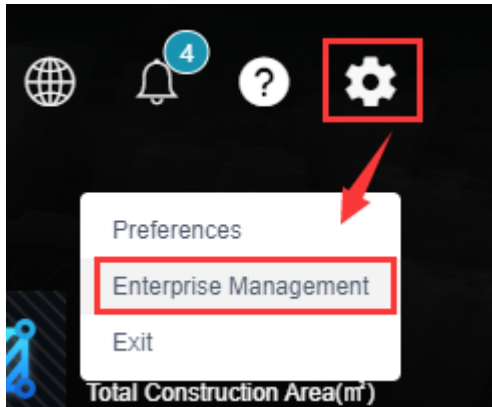 4
?
Preferences
Enterprise Management
Exit
Total Construction Area(㎡)